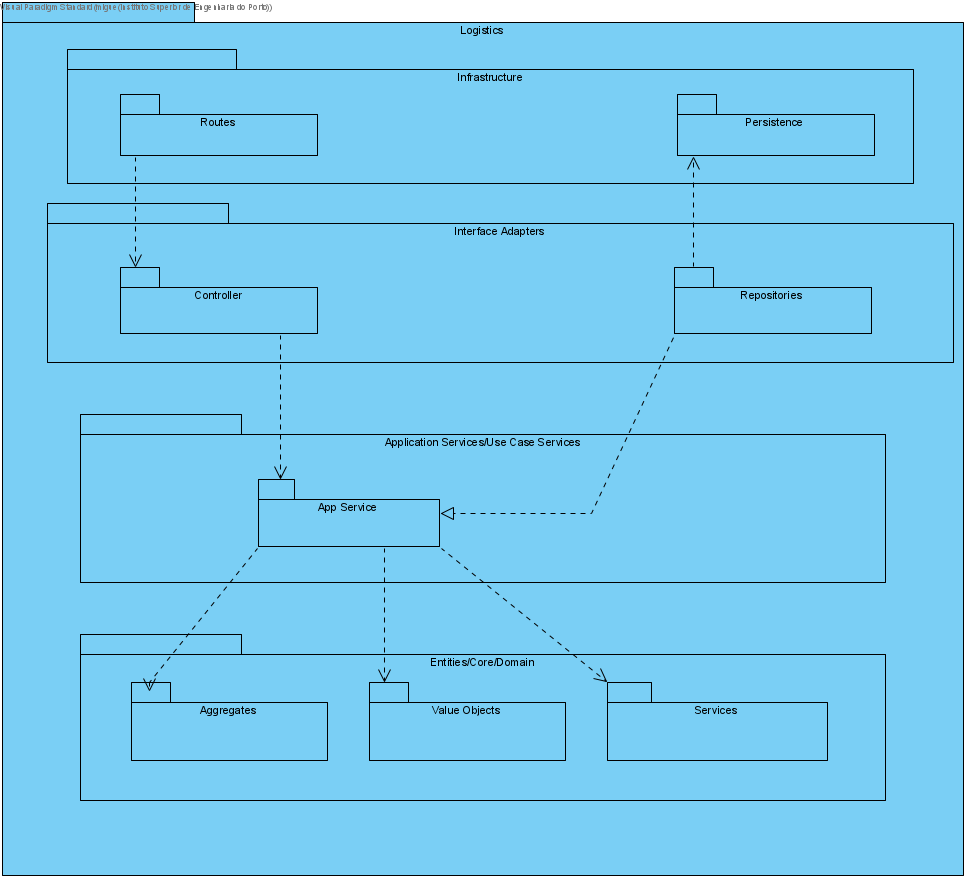 Visual Paradigm Standard(migue (Instituto Superior de Engenharia do Porto))
Logistics
Infrastructure
Routes
Persistence
Interface Adapters
Controller
Repositories
Application Services/Use Case Services
App Service
Entities/Core/Domain
Aggregates
Value Objects
Services